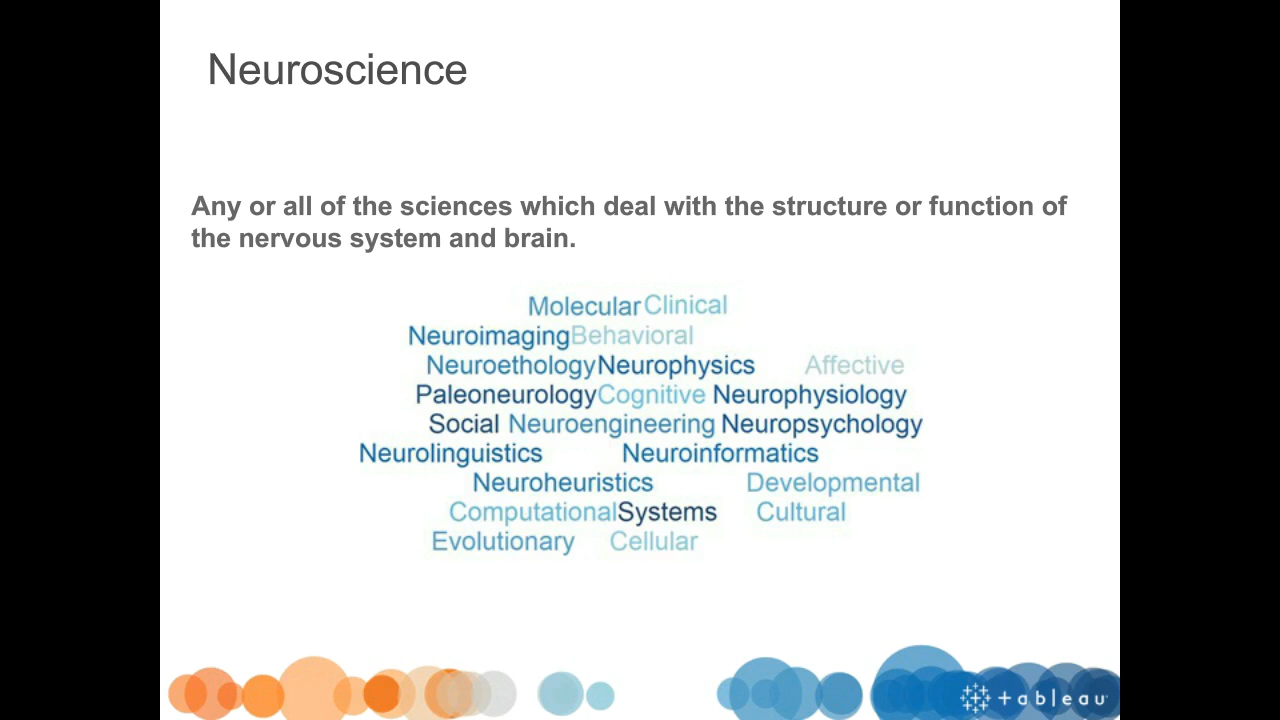 Neuroscience
Any or all of the sciences which deal with the structure or function of
the nervous system and brain.
Molecular Clinical
Neuroimaging Behavioral
Neuroethology Neurophysics Affective
Paleoneurology Cognitive Neurophysiology
Social Neuroengineering Neuropsychology
Neurolinguistics Neuroinformatics
Neuroheuristics Developmental
Computational Systems Cultural
Evolutionary Cellular
+ableau